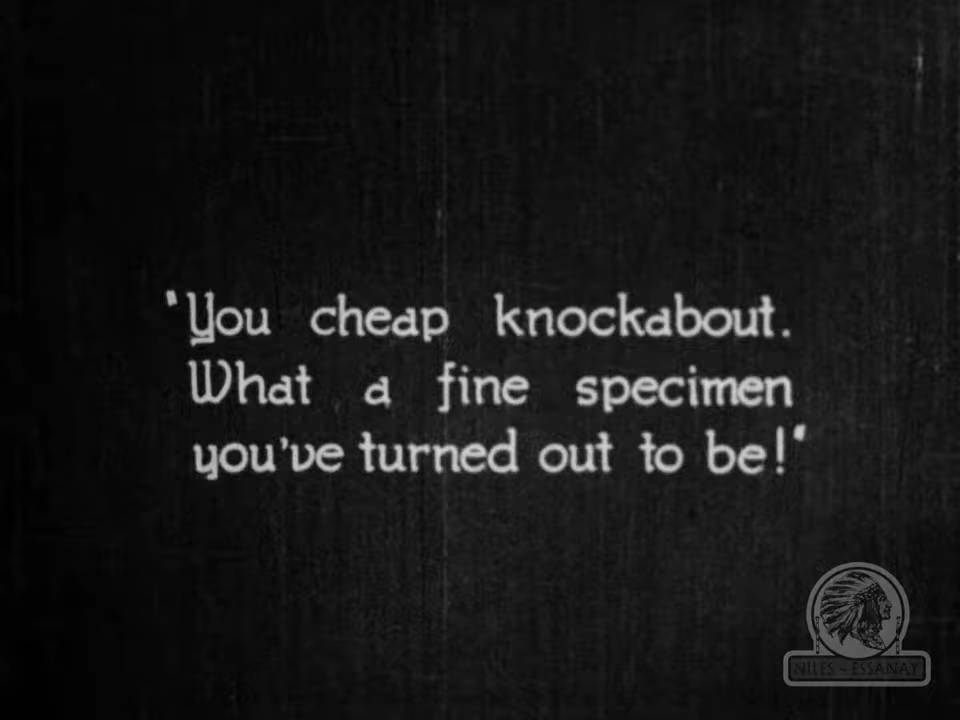 "You cheap knockabout.
What a fine specimen
you've turned out to be!"
NILES - ESSANAY